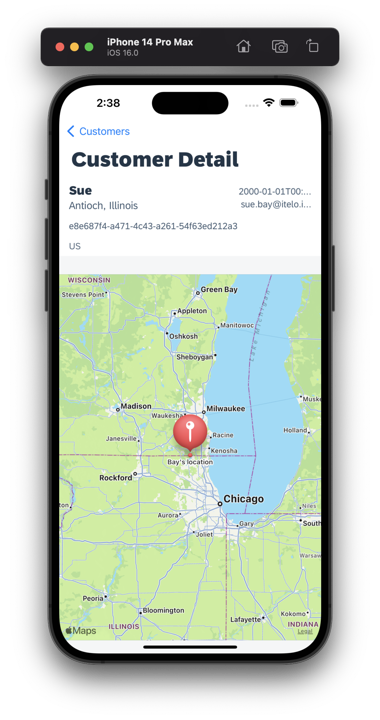 iPhone 14 Pro Max
iOS 16.0
2:38
Customers
Customer Detail
Sue
2000-01-01T00:...
Antioch, Illinois
sue.bay@itelo.i...
e8e687f4-a471-4c43-a261-54f63ed212a3
US
WISCONSIN
Green Bay
Stevens Point
Appleton
Manitowoc
Oshkosh
Sheboygan
Madison
Milwaukee
Waukesha
Muske
Janesville
Racine
Holland
Kenosha
Bay's location
Rockford
Chicago
ton
Niles
Aurora
Gary
South
Joliet
Warsaw
Peoria
Bloomington
Kokomo
Lafayette
Maps
ILLINOIS
INDIANA
Legal